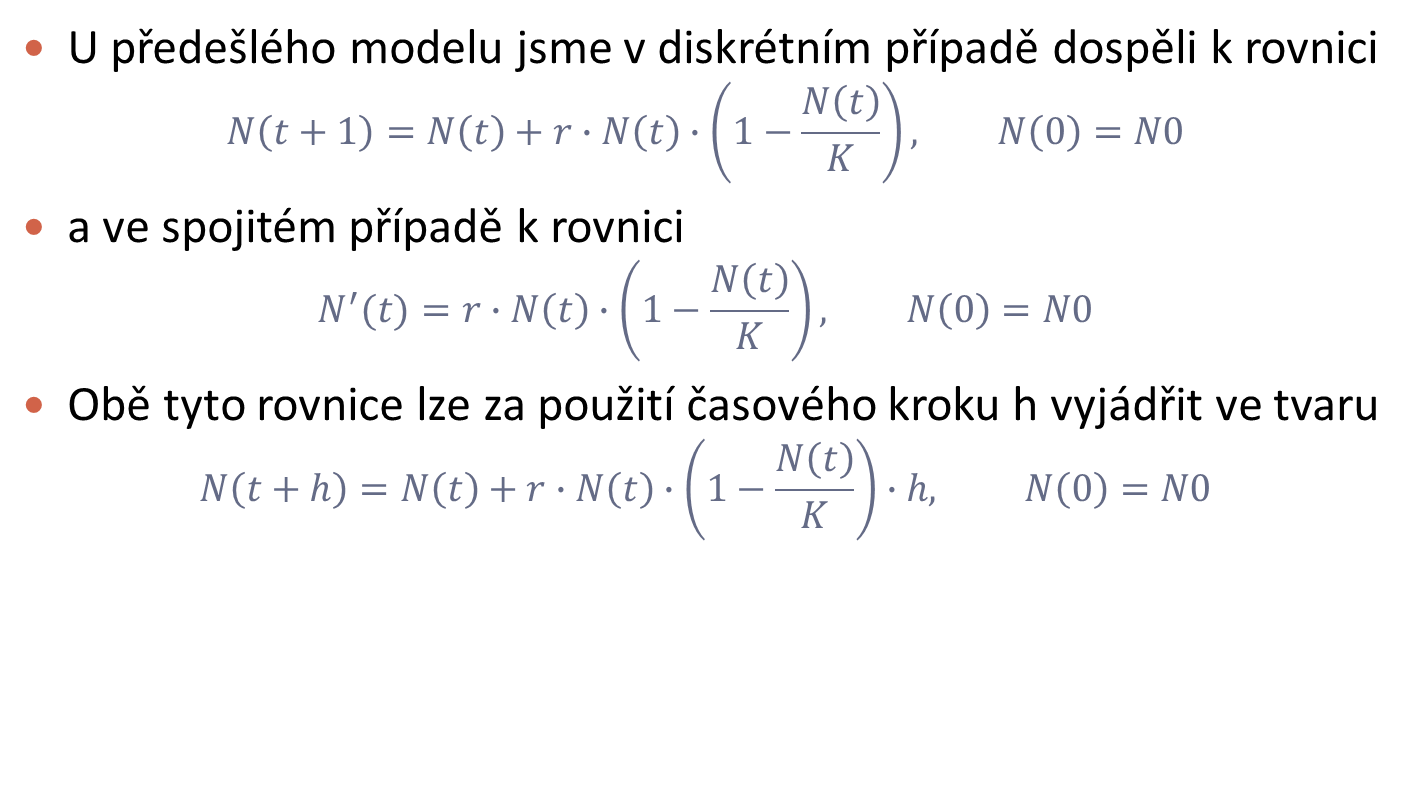 • U předešlého modelu jsme v diskrétním případě dospěli k rovnici
N(t + 1) = N(t) + r · N(t) · (1 − N(t)/K), N(0) = N0
• a ve spojitém případě k rovnici
N′(t) = r · N(t) · (1 − N(t)/K), N(0) = N0
• Obě tyto rovnice lze za použití časového kroku h vyjádřit ve tvaru
N(t + h) = N(t) + r · N(t) · (1 − N(t)/K) · h, N(0) = N0